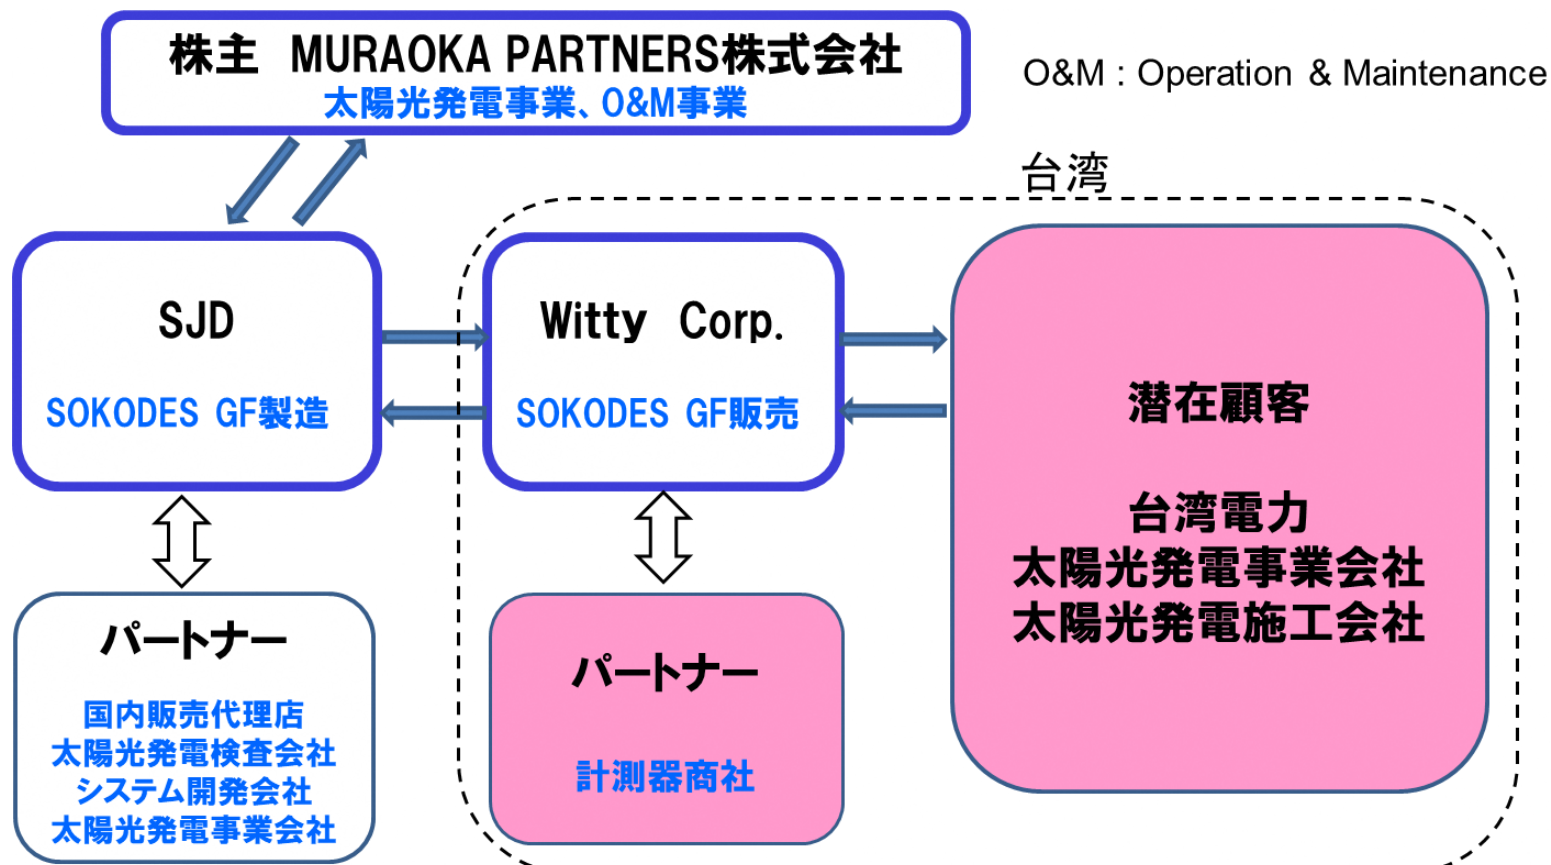 株主　MURAOKA PARTNERS株式会社
太陽光発電事業、O&M事業
O&M : Operation & Maintenance
台湾
SJD
SOKODES GF製造
Witty Corp.
SOKODES GF販売
潜在顧客
台湾電力
太陽光発電事業会社
太陽光発電施工会社
パートナー
国内販売代理店
太陽光発電検査会社
システム開発会社
太陽光発電事業会社
パートナー
計測器商社